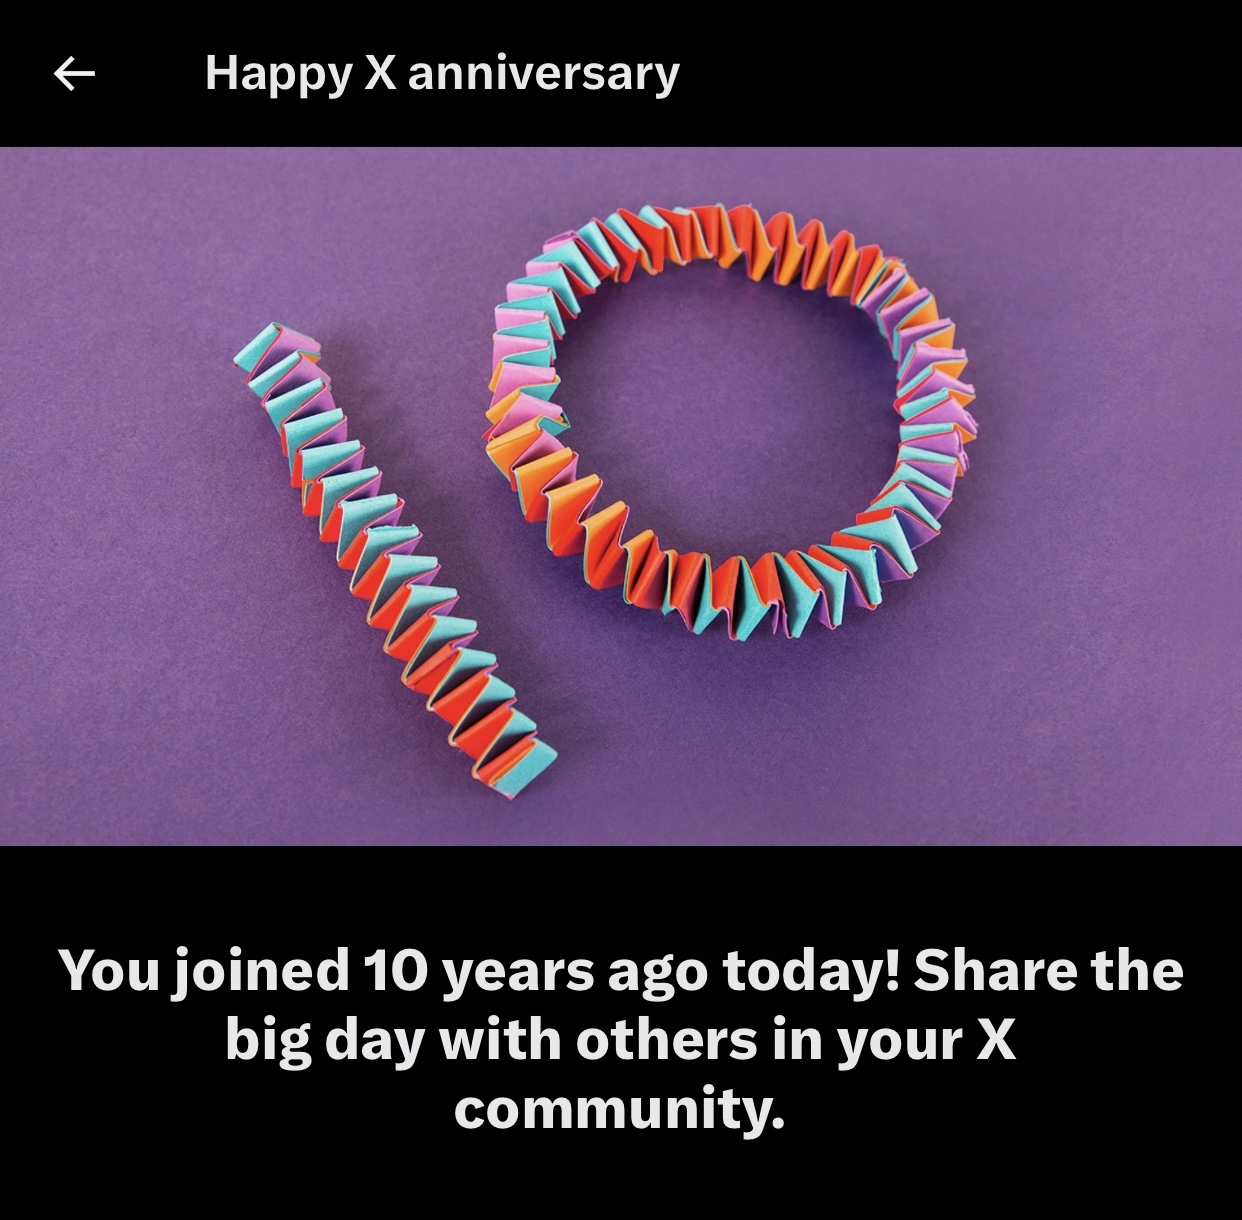 Happy X anniversary
You joined 10 years ago today! Share the
big day with others in your X
community.